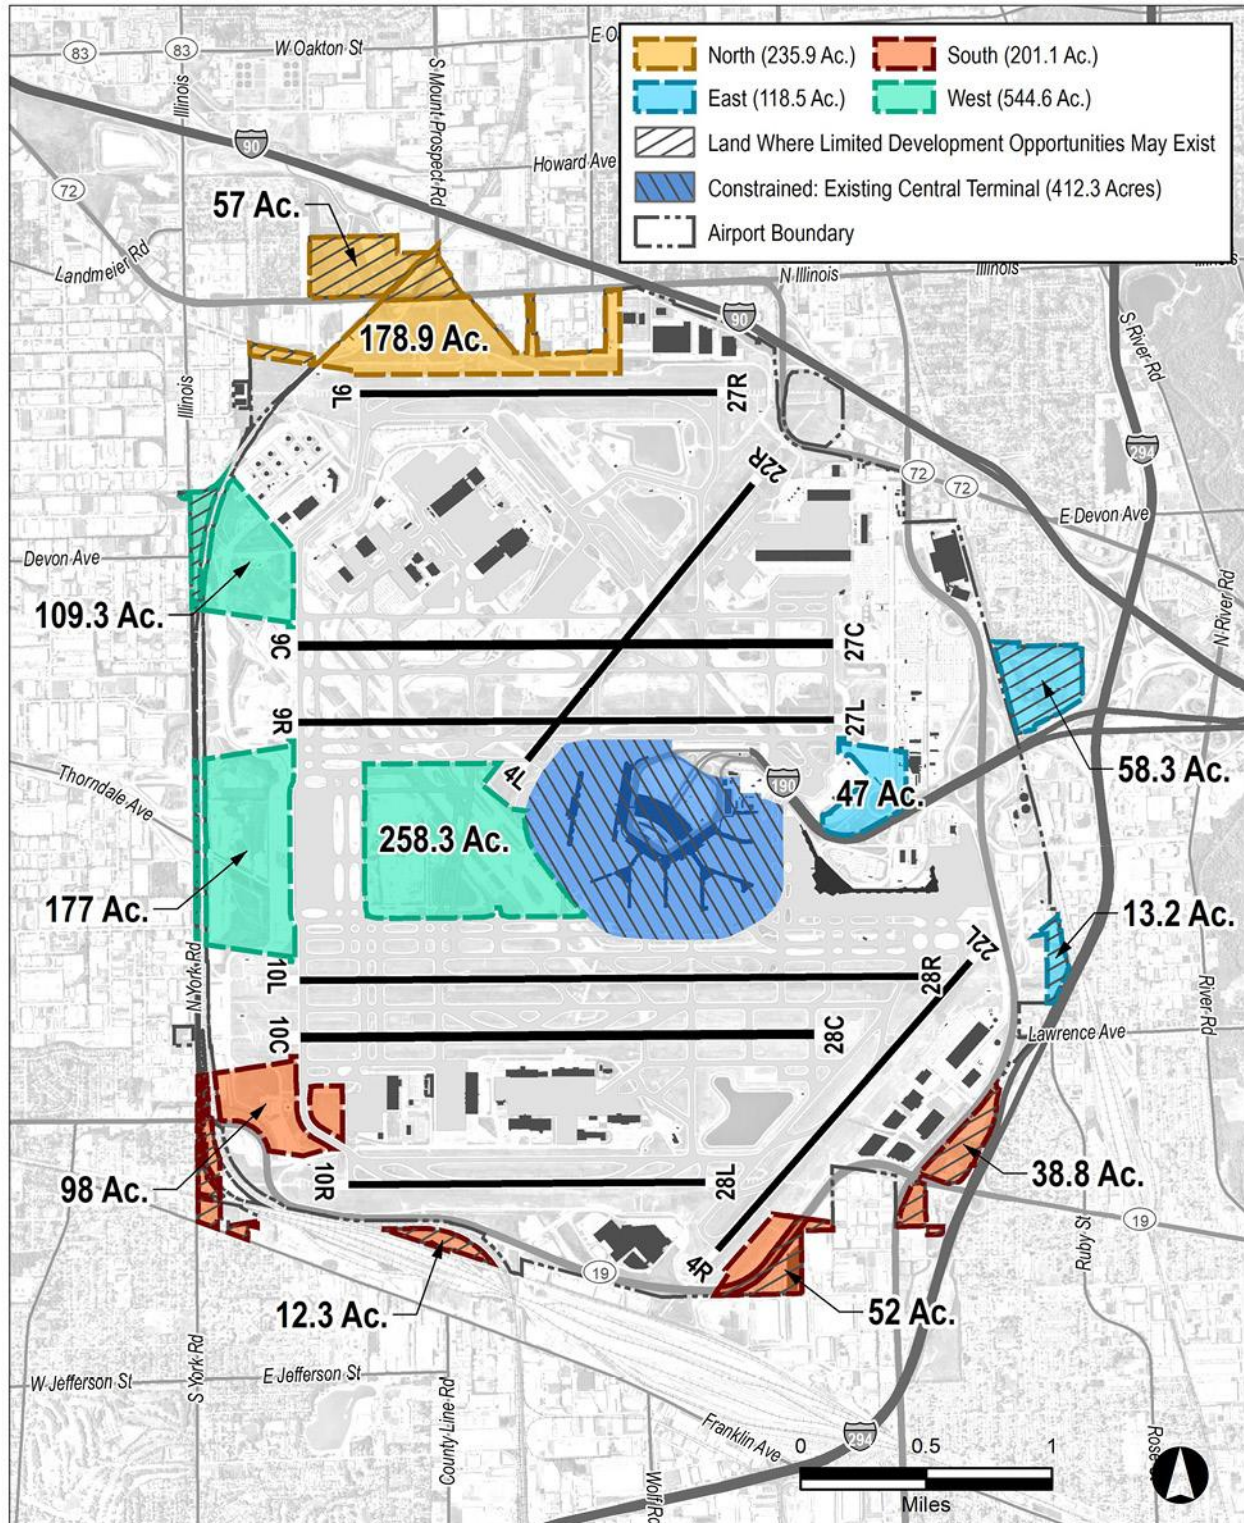 83
83
W Oakton St
E O
Illinois
S Mount Prospect Rd
North (235.9 Ac.)
South (201.1 Ac.)
East (118.5 Ac.)
West (544.6 Ac.)
Land Where Limited Development Opportunities May Exist
Constrained: Existing Central Terminal (412.3 Acres)
Airport Boundary
90
Howard Ave
72
57 Ac.
Landmeier Rd
N Illinois
Illinois
Illinois
90
S River Rd
178.9 Ac.
Illinois
9L
27R
22R
294
72
72
E Devon Ave
Devon Ave
109.3 Ac.
N River Rd
9C
27C
9R
27L
Thorndale Ave
4L
190
47 Ac.
58.3 Ac.
258.3 Ac.
177 Ac.
13.2 Ac.
N York Rd
22L
10L
28R
River Rd
10C
28C
Lawrence Ave
98 Ac.
10R
28L
38.8 Ac.
19
Ruby St
4R
19
12.3 Ac.
52 Ac.
W Jefferson St
S York Rd
E Jefferson St
County Line Rd
Franklin Ave
294
Wolf Rd
Rose
0 0.5 1
Miles